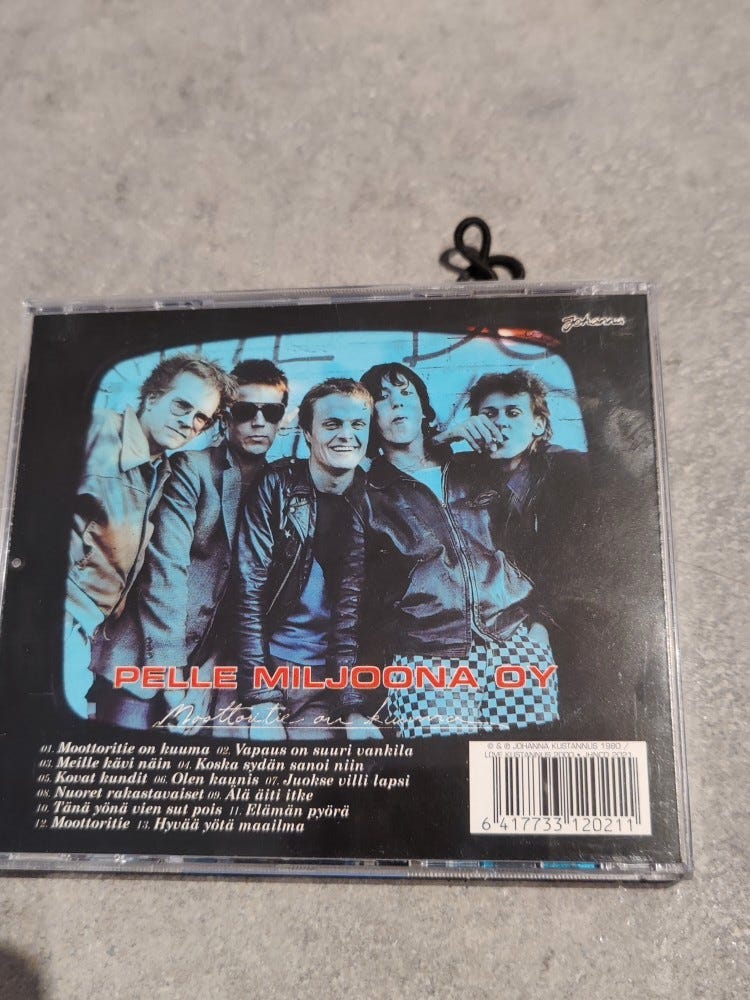 Johanna
PELLE MILJOONA OY
Moottoritie on kuuma
01. Moottoritie on kuuma 02. Vapaus on suuri vankila
03. Meille kävi näin 04. Koska sydän sanoi niin
05. Kovat kundit 06. Olen kaunis 07. Juokse villi lapsi
08. Nuoret rakastavaiset 09. Älä äiti itke
10. Tänä yönä vien sut pois 11. Elämän pyörä
12. Moottoritie 13. Hyvää yötä maailma
© & ℗ JOHANNA KUSTANNUS 1980 /
LOVE KUSTANNUS 2000 • JHNCD 2021
6 417733 120211